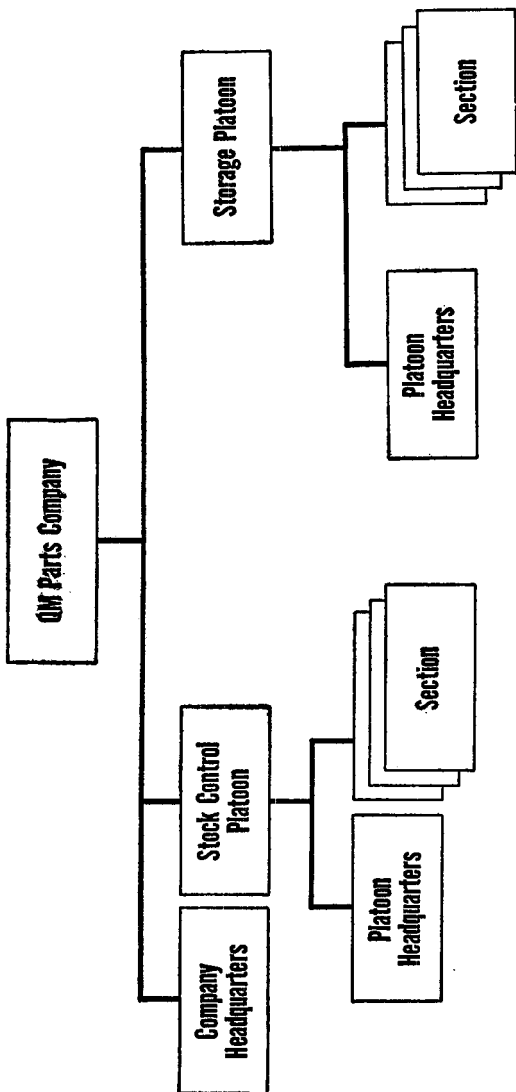 QM Parts Company
Company
Headquarters
Stock Control
Platoon
Storage Platoon
Platoon
Headquarters
Section
Platoon
Headquarters
Section